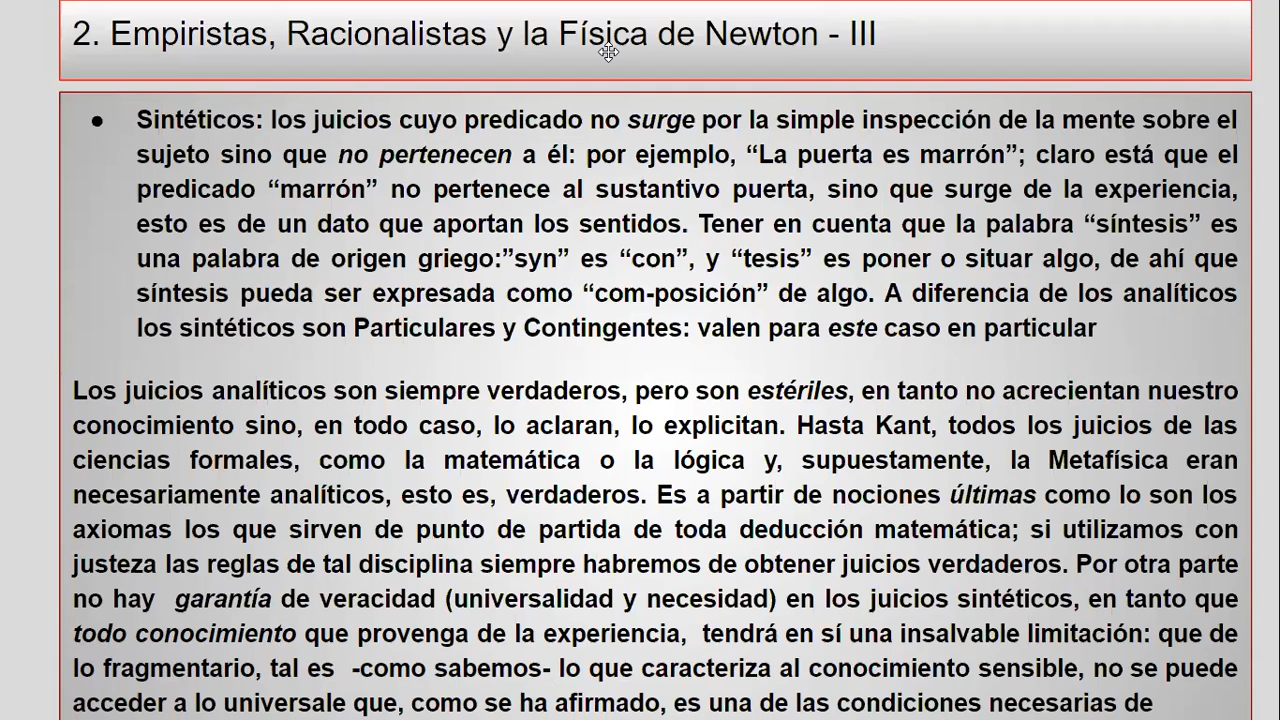 2. Empiristas, Racionalistas y la Física de Newton - III
● Sintéticos: los juicios cuyo predicado no surge por la simple inspección de la mente sobre el
sujeto sino que no pertenecen a él: por ejemplo, “La puerta es marrón”; claro está que el
predicado “marrón” no pertenece al sustantivo puerta, sino que surge de la experiencia,
esto es de un dato que aportan los sentidos. Tener en cuenta que la palabra “síntesis” es
una palabra de origen griego:”syn” es “con”, y “tesis” es poner o situar algo, de ahí que
síntesis pueda ser expresada como “com-posición” de algo. A diferencia de los analíticos
los sintéticos son Particulares y Contingentes: valen para este caso en particular
Los juicios analíticos son siempre verdaderos, pero son estériles, en tanto no acrecientan nuestro
conocimiento sino, en todo caso, lo aclaran, lo explicitan. Hasta Kant, todos los juicios de las
ciencias formales, como la matemática o la lógica y, supuestamente, la Metafísica eran
necesariamente analíticos, esto es, verdaderos. Es a partir de nociones últimas como lo son los
axiomas los que sirven de punto de partida de toda deducción matemática; si utilizamos con
justeza las reglas de tal disciplina siempre habremos de obtener juicios verdaderos. Por otra parte
no hay garantía de veracidad (universalidad y necesidad) en los juicios sintéticos, en tanto que
todo conocimiento que provenga de la experiencia, tendrá en sí una insalvable limitación: que de
lo fragmentario, tal es -como sabemos- lo que caracteriza al conocimiento sensible, no se puede
acceder a lo universale que, como se ha afirmado, es una de las condiciones necesarias de